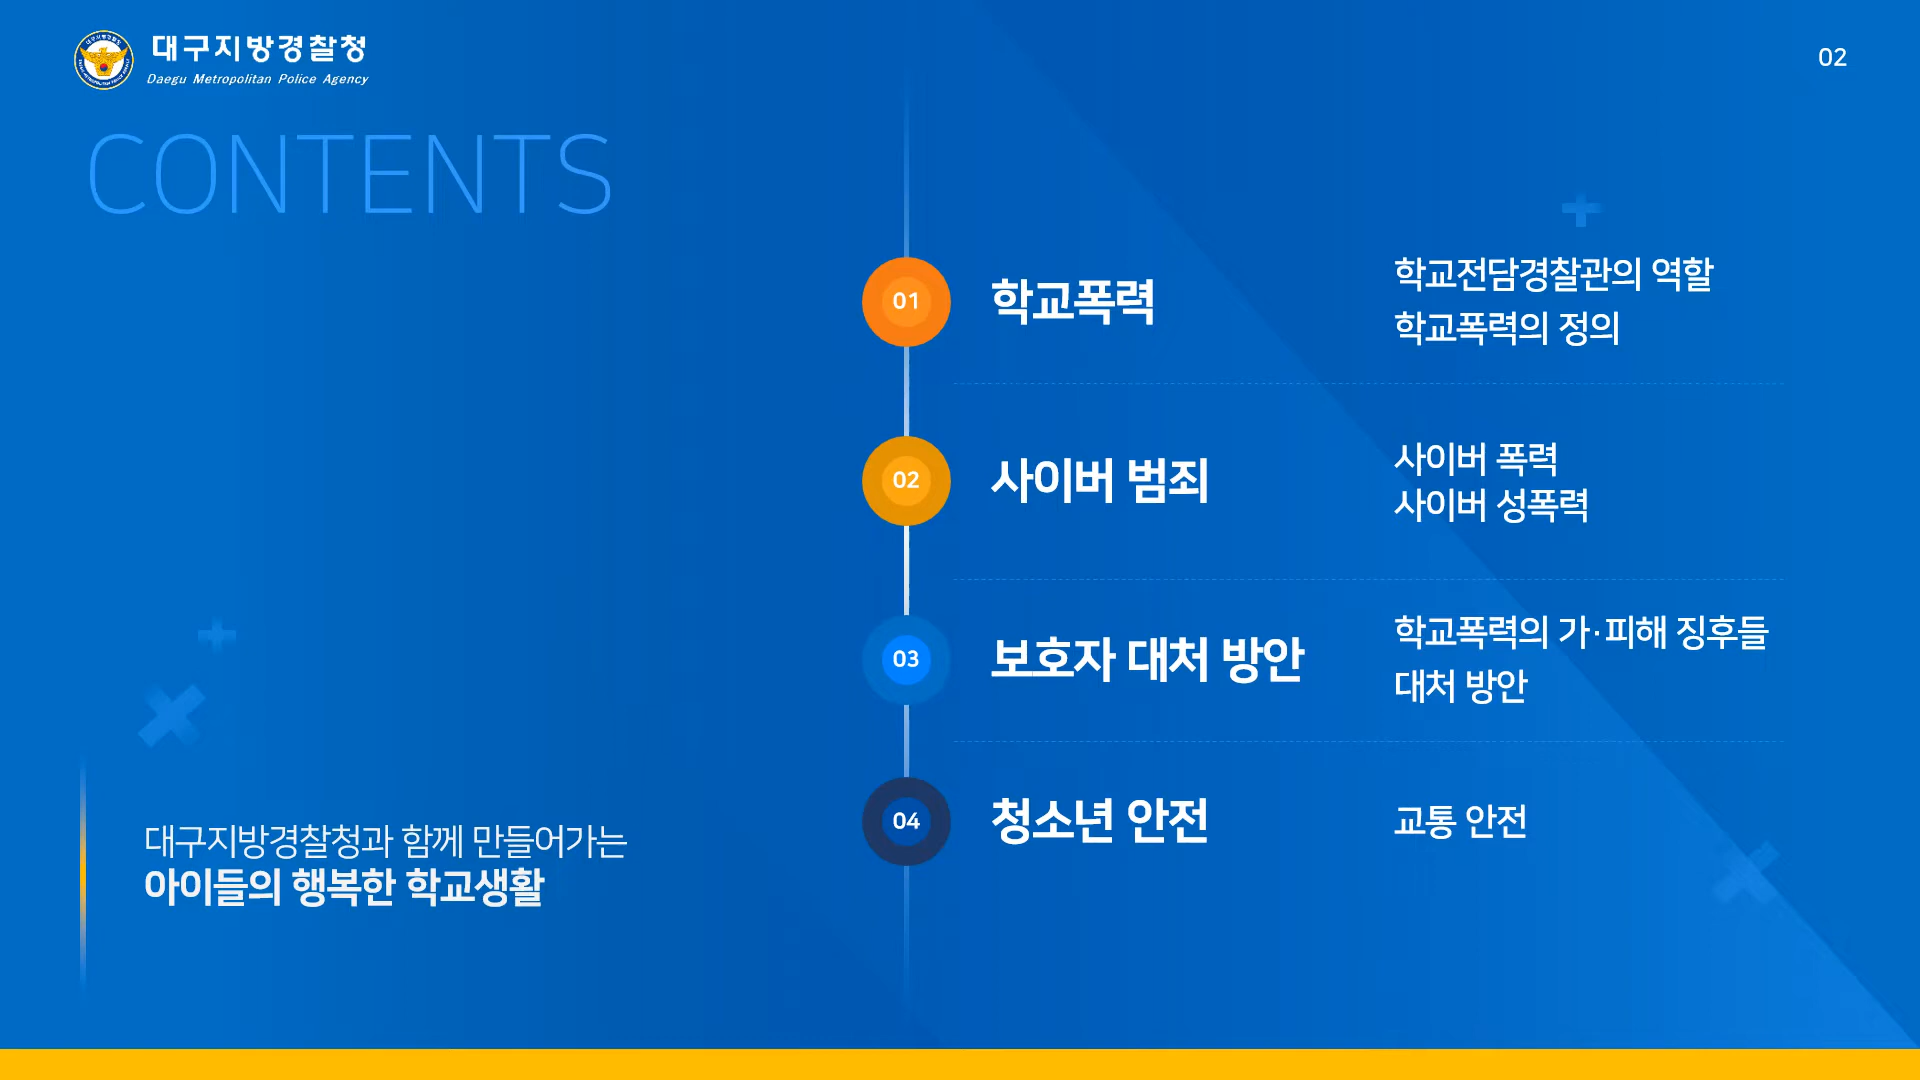 대구지방경찰청
Daegu Metropolitan Police Agency
02
CONTENTS
01
학교폭력
학교전담경찰관의 역할
학교폭력의 정의
02
사이버 범죄
사이버 폭력
사이버 성폭력
03
보호자 대처 방안
학교폭력의 가·피해 징후들
대처 방안
04
청소년 안전
교통 안전
대구지방경찰청과 함께 만들어가는
아이들의 행복한 학교생활